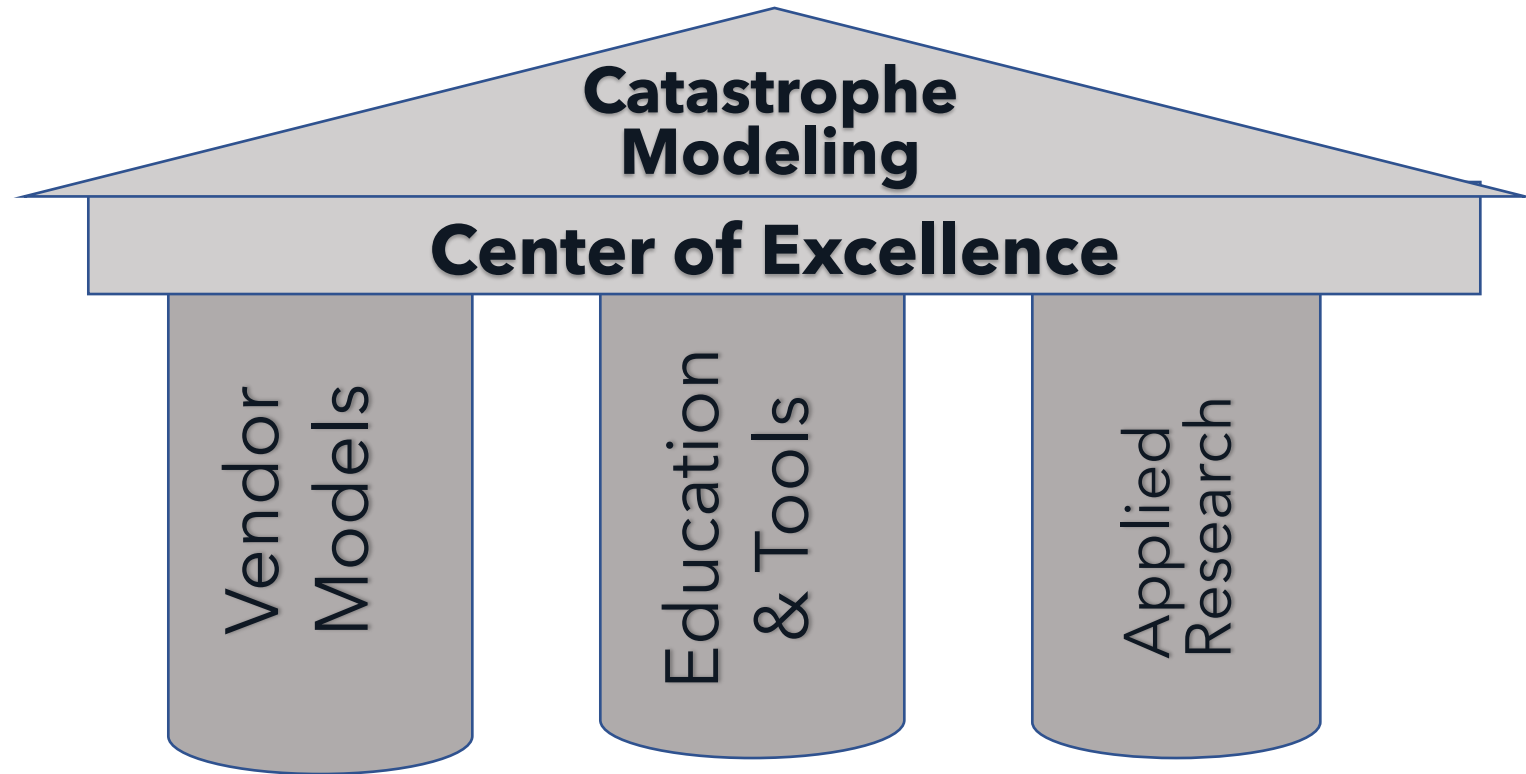 Catastrophe
Modeling
Center of Excellence
Vendor
Models
Education
& Tools
Applied
Research